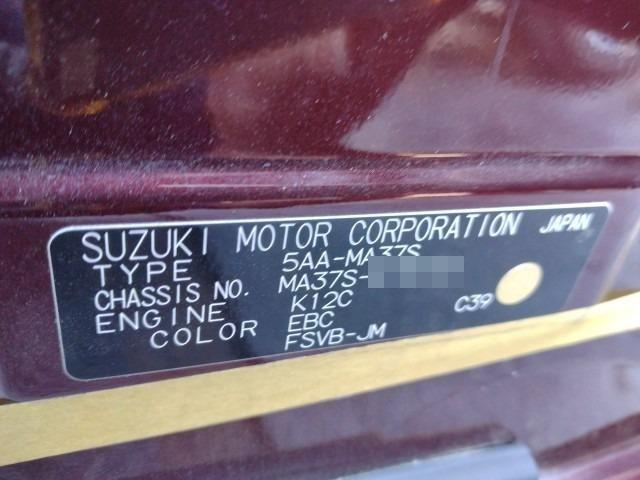 SUZUKI MOTOR CORPORATION JAPAN
TYPE 5AA-MA37S
CHASSIS NO. MA37S-
ENGINE K12C C39
COLOR EBC
FSVB-JM